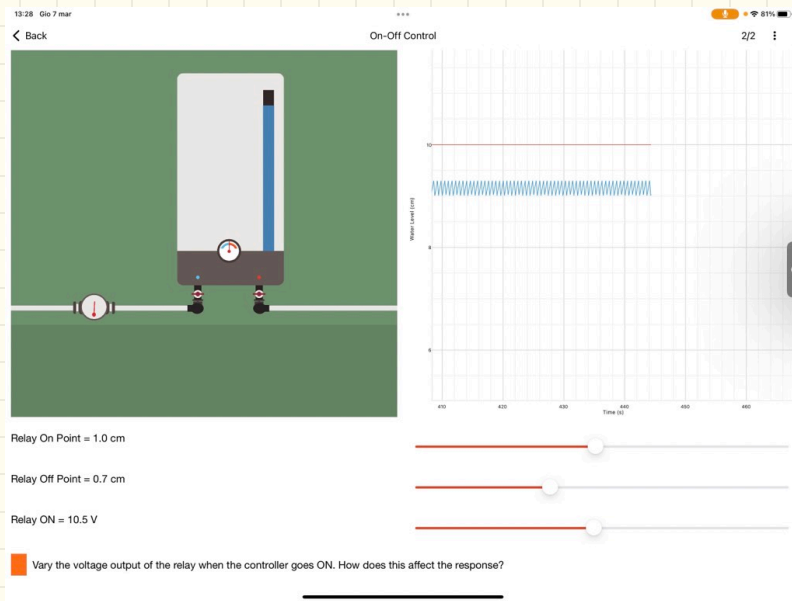 13:28 Gio 7 mar
81%
Back
On-Off Control
2/2
10
8
6
Water Level (cm)
410 420 430 440 450 460
Time (s)
Relay On Point = 1.0 cm
Relay Off Point = 0.7 cm
Relay ON = 10.5 V
Vary the voltage output of the relay when the controller goes ON. How does this affect the response?